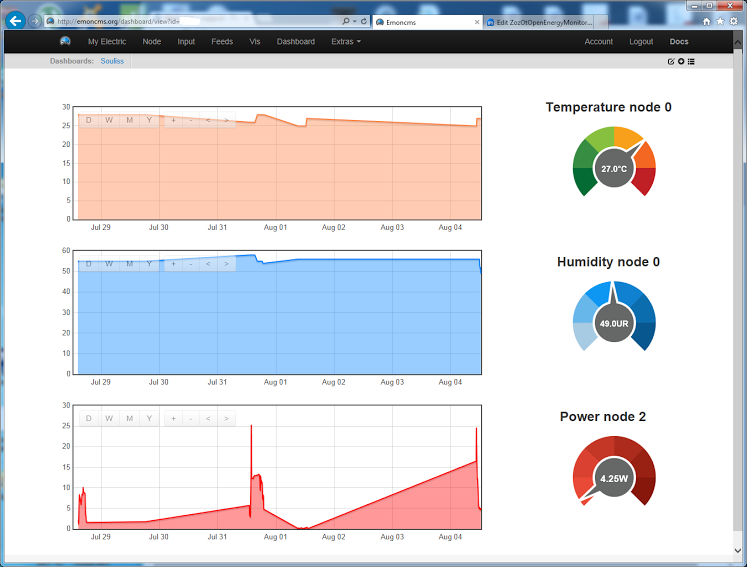 http://emoncms.org/dashboard/view?id=
Emoncms
Edit ZozOtOpenEnergyMonitor...
My Electric Node Input Feeds Vis Dashboard Extras Account Logout Docs
Dashboards: Souliss
Temperature node 0
30
25
20
15
10
5
0
D W M Y + - < >
Jul 29 Jul 30 Jul 31 Aug 01 Aug 02 Aug 03 Aug 04
27.0°C
Humidity node 0
60
50
40
30
20
10
0
D W M Y + - < >
Jul 29 Jul 30 Jul 31 Aug 01 Aug 02 Aug 03 Aug 04
49.0UR
Power node 2
30
25
20
15
10
5
0
D W M Y + - < >
Jul 29 Jul 30 Jul 31 Aug 01 Aug 02 Aug 03 Aug 04
4.25W